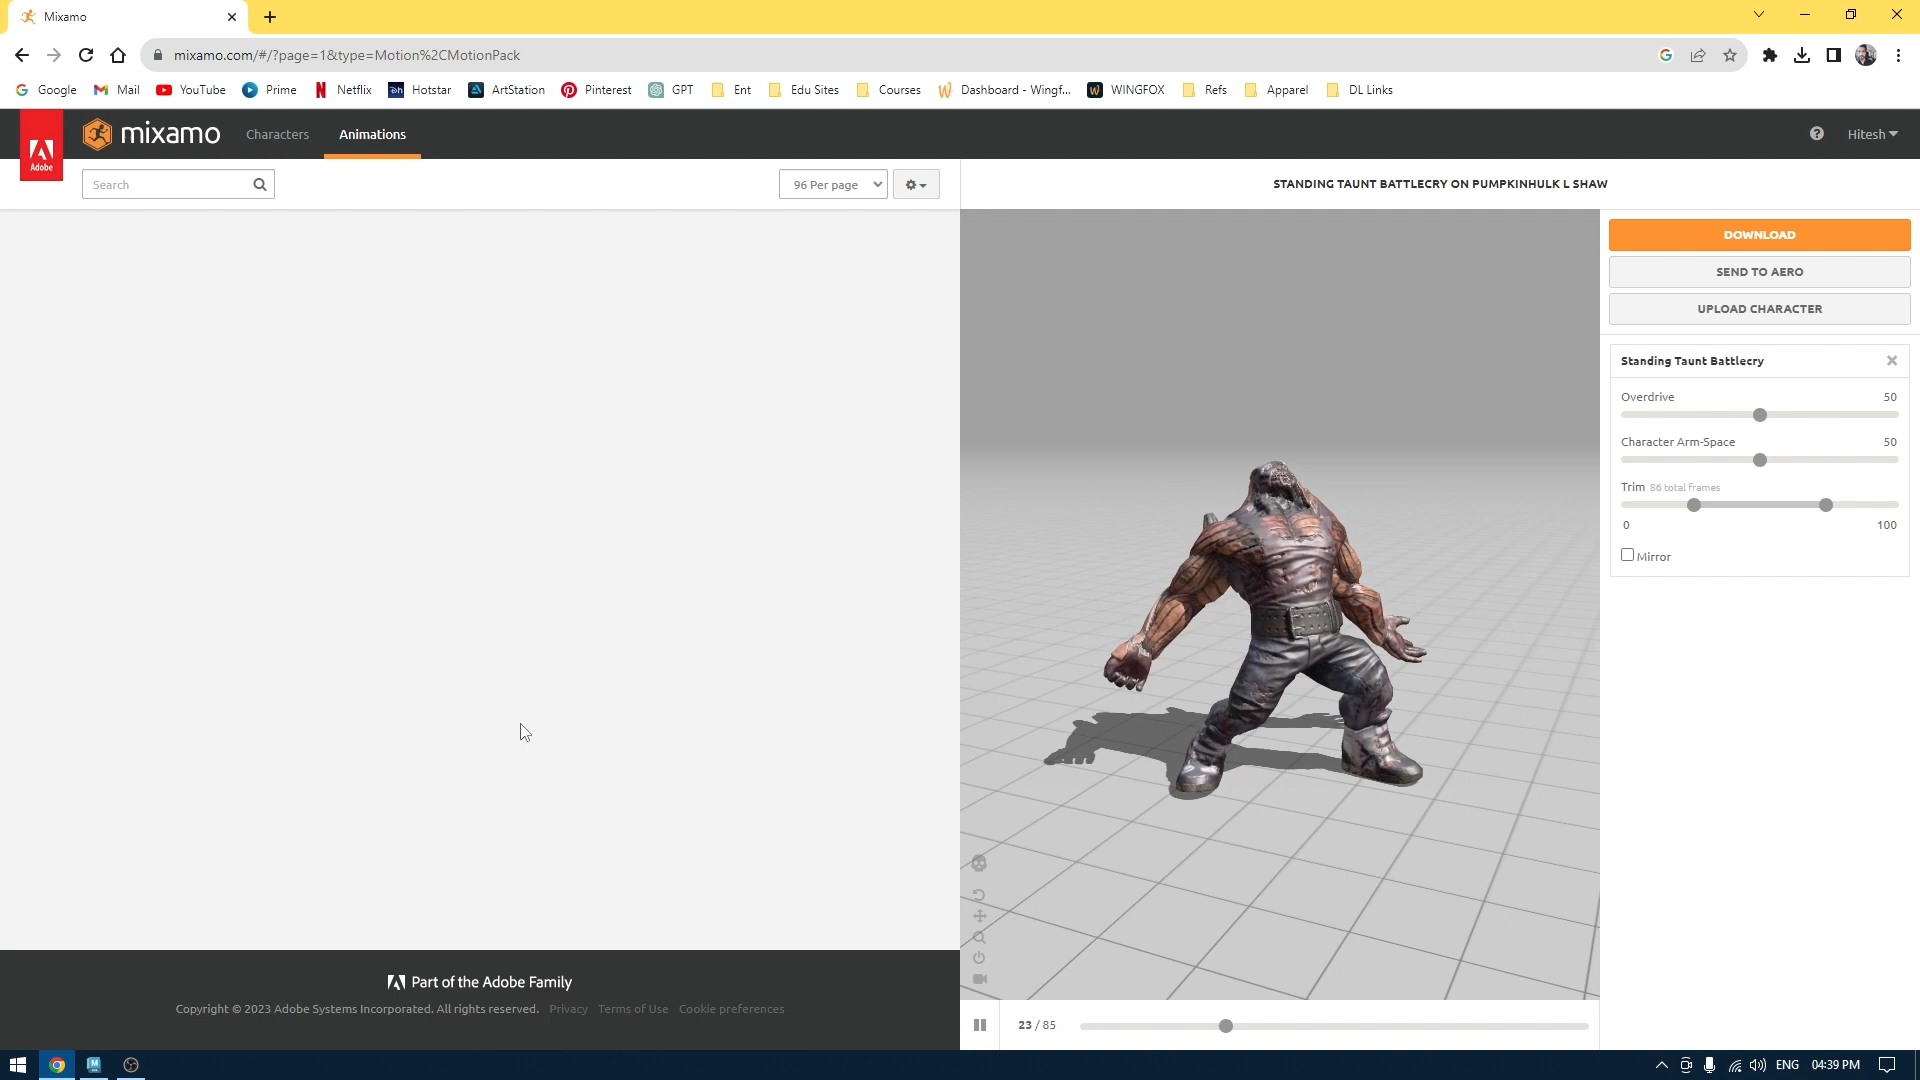 Mixamo
mixamo.com/#/?page=1&type=Motion%2CMotionPack
Google Mail YouTube Prime Netflix Hotstar ArtStation Pinterest GPT Ent Edu Sites Courses Dashboard - Wingf... WINGFOX Refs Apparel DL Links
Adobe
mixamo Characters Animations Hitesh
Search 96 Per page STANDING TAUNT BATTLECRY ON PUMPKINHULK L SHAW
DOWNLOAD
SEND TO AERO
UPLOAD CHARACTER
Standing Taunt Battlecry
Overdrive 50
Character Arm-Space 50
Trim 86 total frames
0 100
Mirror
Part of the Adobe Family
Copyright © 2023 Adobe Systems Incorporated. All rights reserved. Privacy Terms of Use Cookie preferences
23 / 85
ENG 04:39 PM